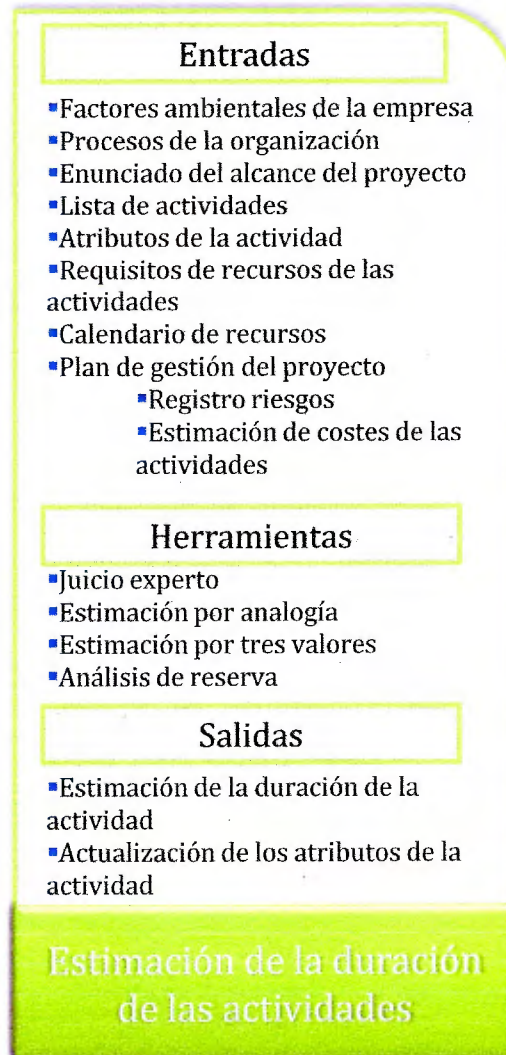 Entradas
▪Factores ambientales de la empresa
▪Procesos de la organización
▪Enunciado del alcance del proyecto
▪Lista de actividades
▪Atributos de la actividad
▪Requisitos de recursos de las
actividades
▪Calendario de recursos
▪Plan de gestión del proyecto
▪Registro riesgos
▪Estimación de costes de las
actividades
Herramientas
▪Juicio experto
▪Estimación por analogía
▪Estimación por tres valores
▪Análisis de reserva
Salidas
▪Estimación de la duración de la
actividad
▪Actualización de los atributos de la
actividad
Estimación de la duración
de las actividades